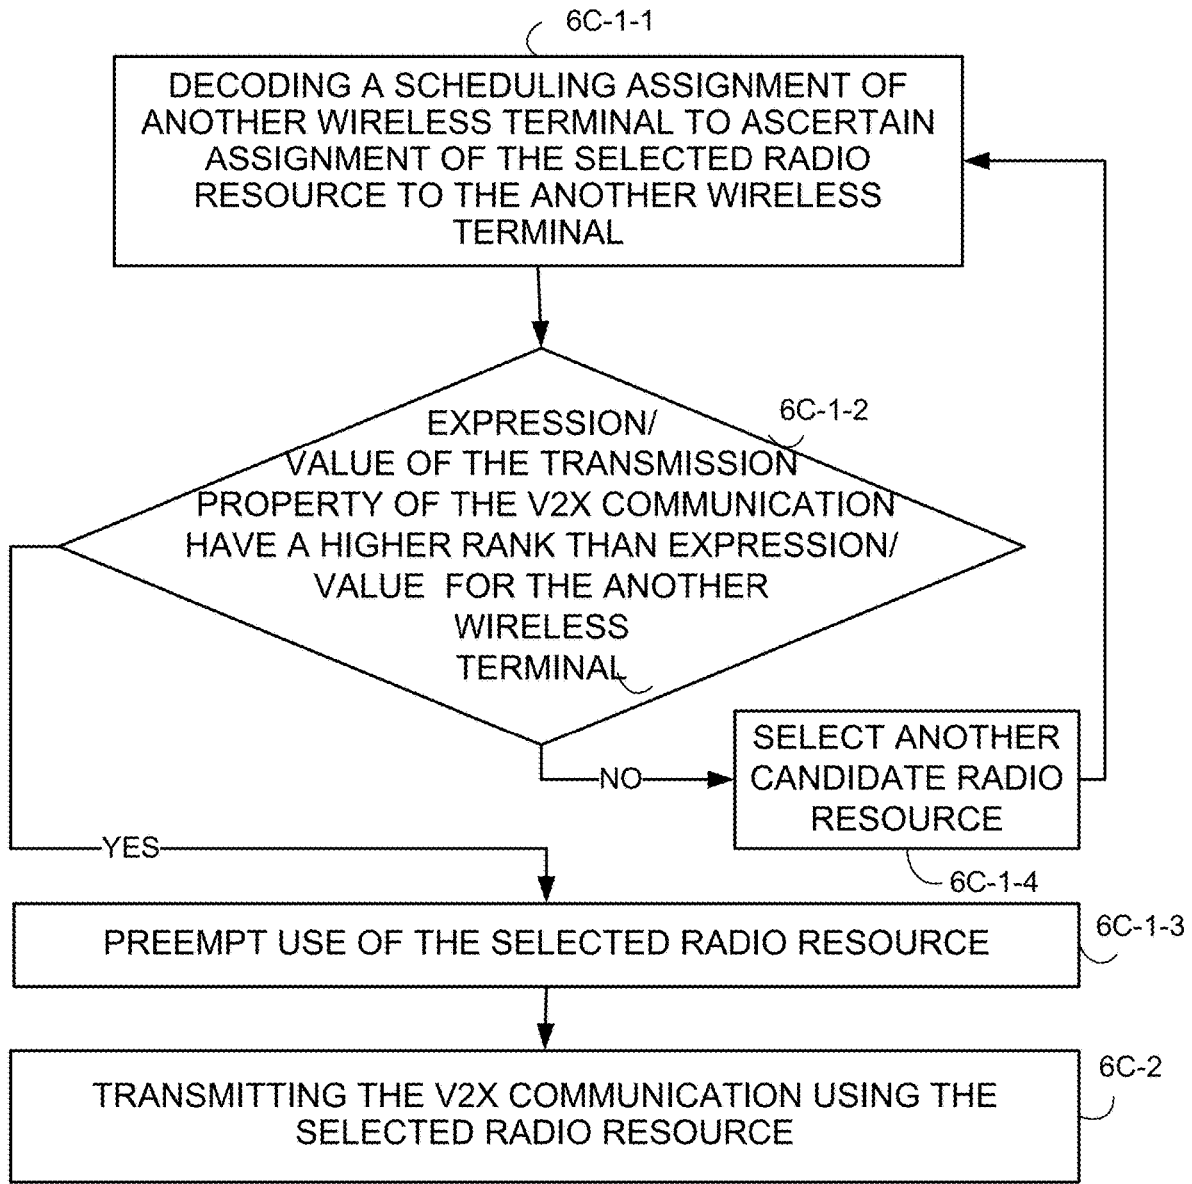 6C-1-1
DECODING A SCHEDULING ASSIGNMENT OF
ANOTHER WIRELESS TERMINAL TO ASCERTAIN
ASSIGNMENT OF THE SELECTED RADIO
RESOURCE TO THE ANOTHER WIRELESS
TERMINAL
6C-1-2
EXPRESSION/
VALUE OF THE TRANSMISSION
PROPERTY OF THE V2X COMMUNICATION
HAVE A HIGHER RANK THAN EXPRESSION/
VALUE FOR THE ANOTHER
WIRELESS
TERMINAL
NO
SELECT ANOTHER
CANDIDATE RADIO
RESOURCE
6C-1-4
YES
PREEMPT USE OF THE SELECTED RADIO RESOURCE
6C-1-3
TRANSMITTING THE V2X COMMUNICATION USING THE
SELECTED RADIO RESOURCE
6C-2